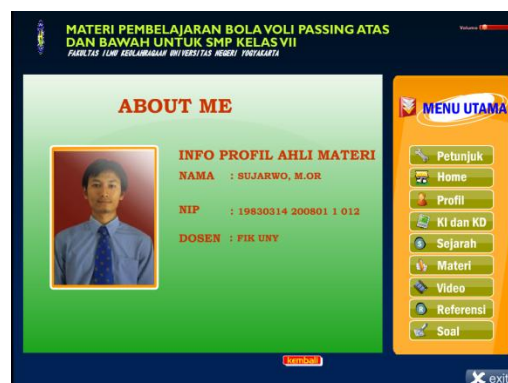 MATERI PEMBELAJARAN BOLA VOLI PASSING ATAS
DAN BAWAH UNTUK SMP KELAS VII
FAKULTAS ILMU KEOLAHRAGAAN UNIVERSITAS NEGERI YOGYAKARTA
Volume
ABOUT ME
INFO PROFIL AHLI MATERI
NAMA : SUJARWO, M.OR
NIP : 19830314 200801 1 012
DOSEN : FIK UNY
MENU UTAMA
Petunjuk
Home
Profil
KI dan KD
Sejarah
Materi
Video
Referensi
Soal
kembali
X exit